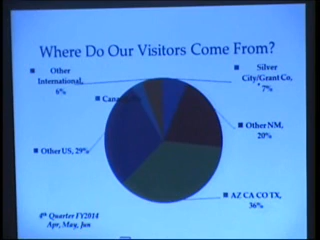 Where Do Our Visitors Come From?
Other
International,
6%
Silver
City/Grant Co,
7%
Other NM,
20%
Other US, 29%
AZ CA CO TX,
36%
4th Quarter FY2014
Apr, May, Jun